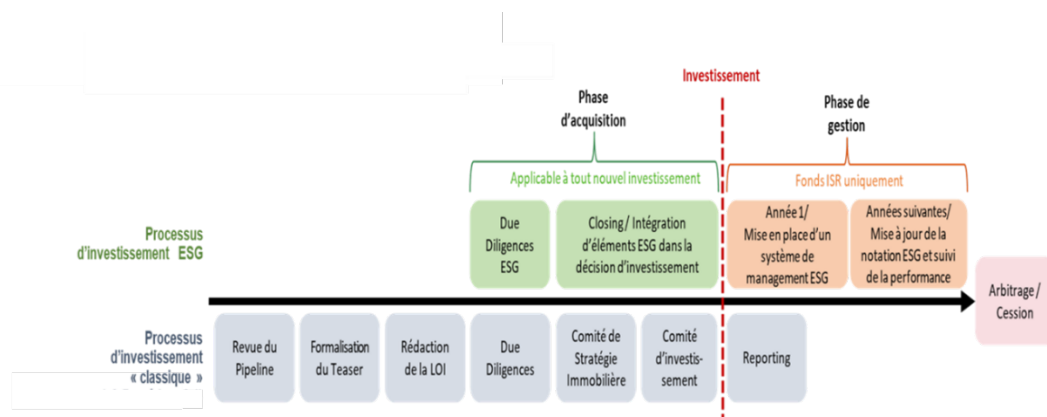 Investissement
Phase
d'acquisition
Phase de
gestion
Applicable à tout nouvel investissement
Fonds ISR uniquement
Processus
d'investissement ESG
Due
Diligences
ESG
Closing / Intégration
d'éléments ESG dans la
décision d'investissement
Année 1/
Mise en place d'un
système de
management ESG
Années suivantes/
Mise à jour de la
notation ESG et suivi
de la performance
Arbitrage /
Cession
Processus
d'investissement
« classique »
Revue du
Pipeline
Formalisation
du Teaser
Rédaction
de la LOI
Due
Diligences
Comité de
Stratégie
Immobilière
Comité
d'investis-
sement
Reporting